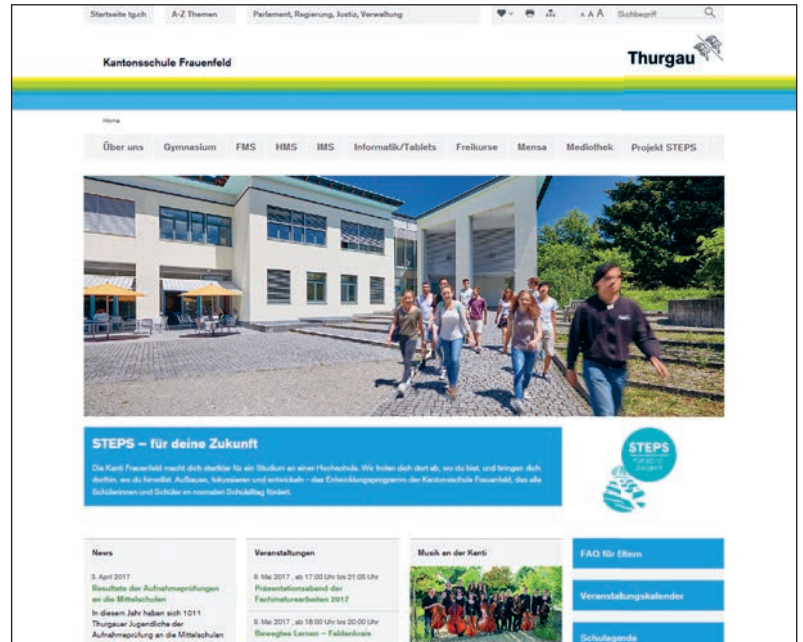 Startseite tg.ch A-Z Themen Parlament, Regierung, Justiz, Verwaltung A A A Suchbegriff
Kantonsschule Frauenfeld
Thurgau
Home
Über uns Gymnasium FMS HMS IMS Informatik/Tablets Freikurse Mensa Mediothek Projekt STEPS
STEPS – für deine Zukunft
Die Kanti Frauenfeld macht dich startklar für ein Studium an einer Hochschule. Wir holen dich dort ab, wo du bist, und bringen dich
dorthin, wo du hinwillst. Aufbauen, fokussieren und entwickeln – das Entwicklungsprogramm der Kantonsschule Frauenfeld, das alle
Schülerinnen und Schüler im normalen Schulalltag fördert.
STEPS
für deine
Zukunft
News
3. April 2017
Resultate der Aufnahmeprüfungen
an die Mittelschulen
In diesem Jahr haben sich 1011
Thurgauer Jugendliche der
Aufnahmeprüfung an die Mittelschulen
Veranstaltungen
9. Mai 2017 , ab 17:00 Uhr bis 21:05 Uhr
Präsentationsabend der
Fachmaturaarbeiten 2017
9. Mai 2017 , ab 18:00 Uhr bis 20:00 Uhr
Bewegtes Lernen – Feldenkrais
Musik an der Kanti
FAQ für Eltern
Veranstaltungskalender
Schulagenda